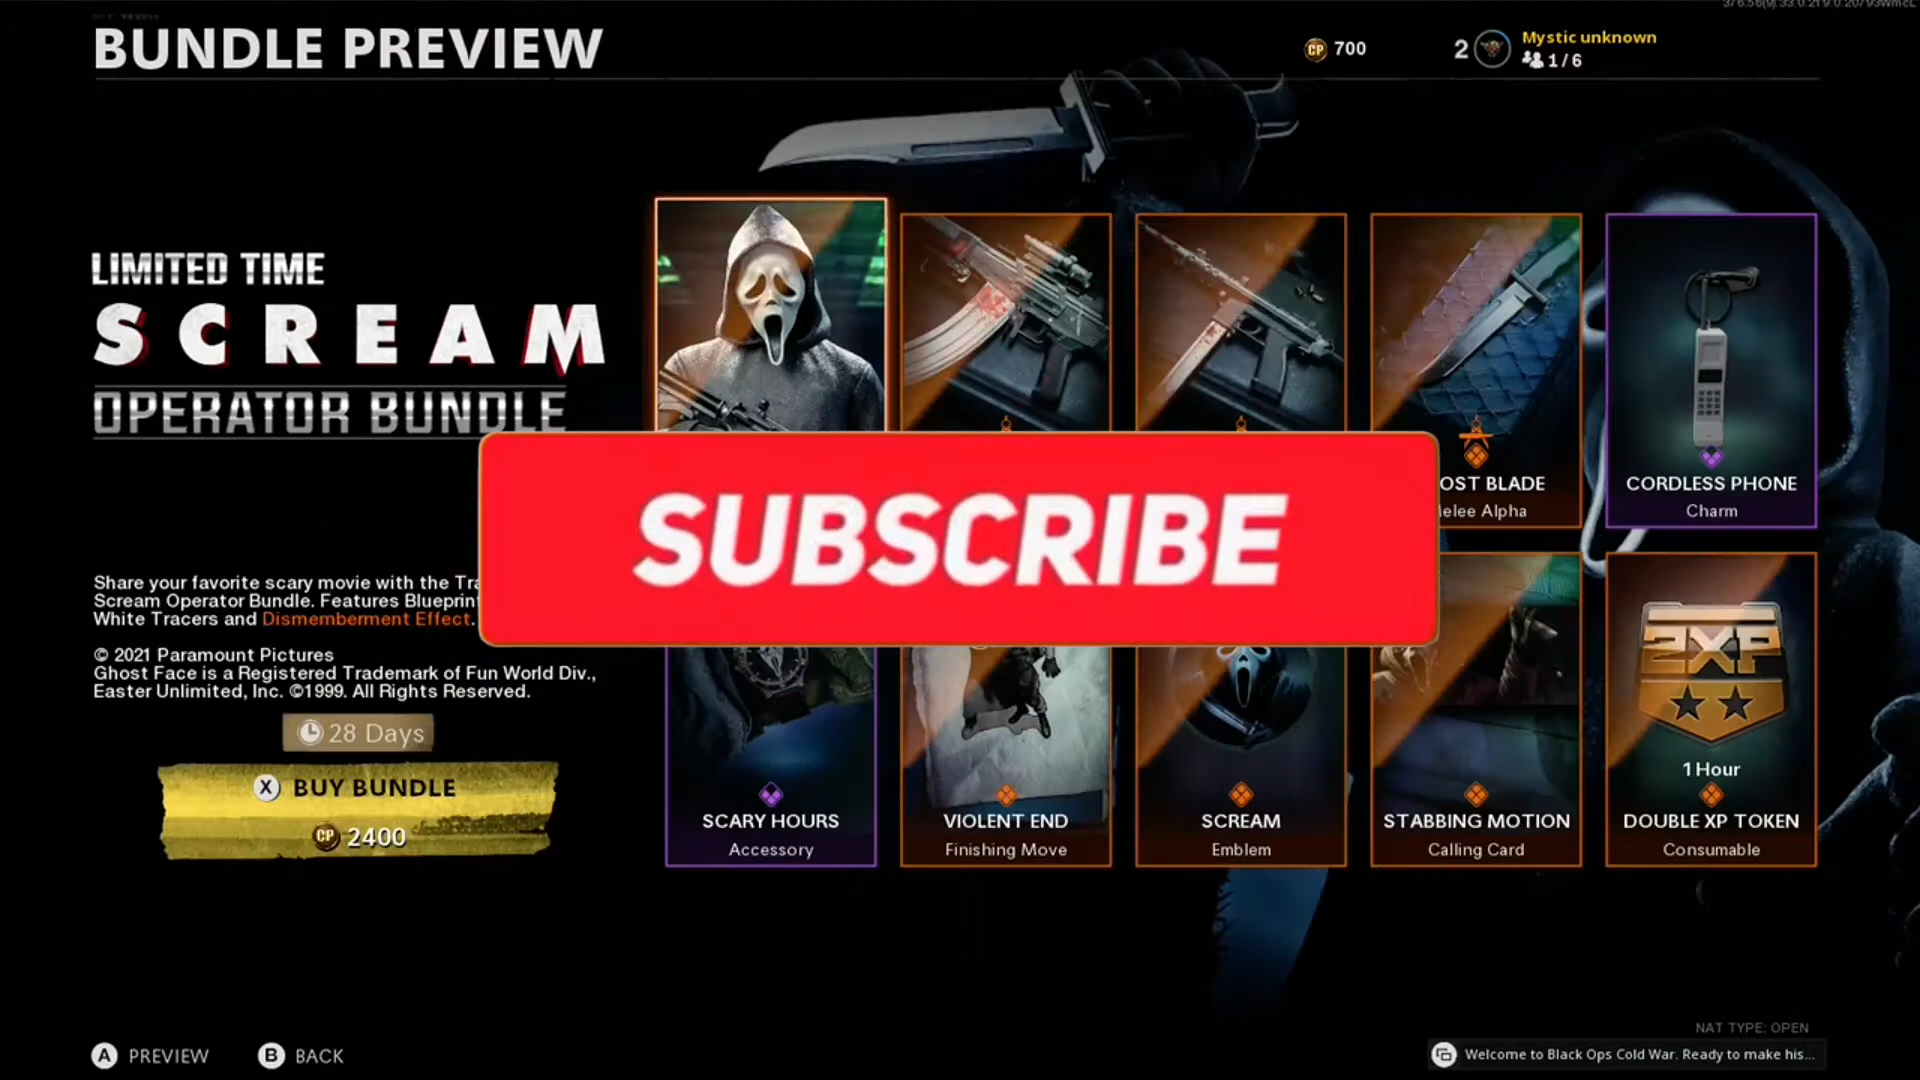 BUNDLE PREVIEW
CP 700
2
Mystic unknown
1/6
LIMITED TIME
SCREAM
OPERATOR BUNDLE
SUBSCRIBE
OST BLADE
elee Alpha
CORDLESS PHONE
Charm
Share your favorite scary movie with the
Scream Operator Bundle. Features
White Tracers and Dismemberment Effect.
© 2021 Paramount Pictures
Ghost Face is a Registered Trademark of Fun World Div.,
Easter Unlimited, Inc. ©1999. All Rights Reserved.
28 Days
X BUY BUNDLE
CP 2400
SCARY HOURS
Accessory
VIOLENT END
Finishing Move
SCREAM
Emblem
STABBING MOTION
Calling Card
2XP
1 Hour
DOUBLE XP TOKEN
Consumable
NAT TYPE: OPEN
A PREVIEW
B BACK
Welcome to Black Ops Cold War. Ready to make his...